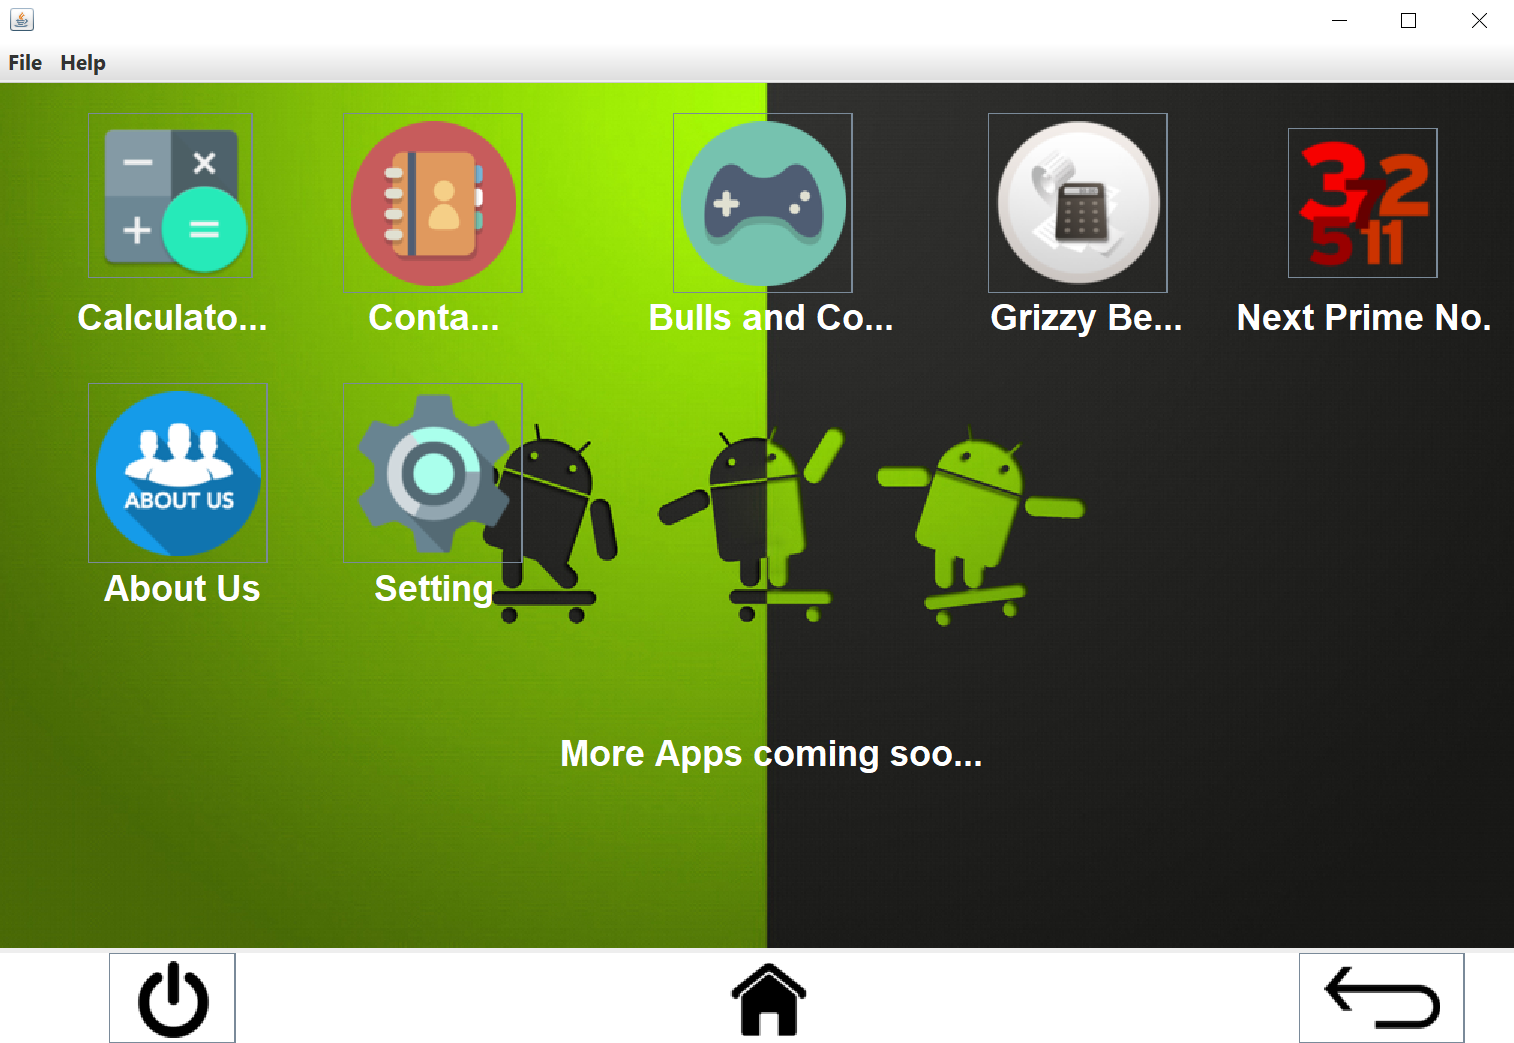 File Help
Calculato...
Conta...
Bulls and Co...
Grizzy Be...
3 7 2
5 11
Next Prime No.
ABOUT US
About Us
Setting
More Apps coming soo...